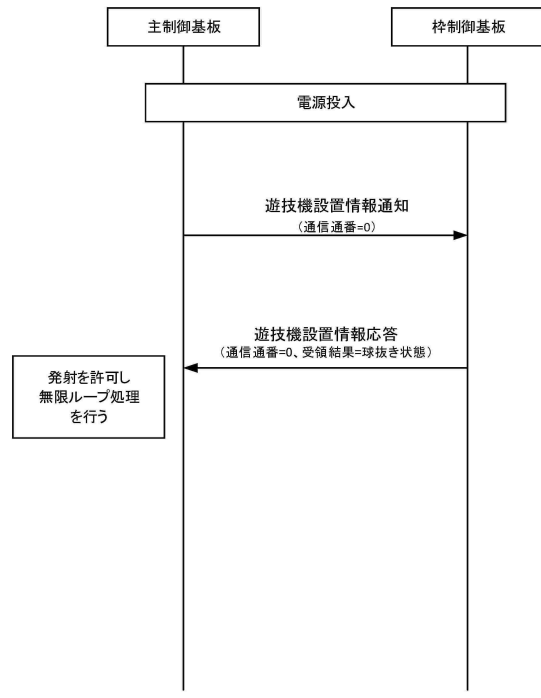 主制御基板
枠制御基板
電源投入
遊技機設置情報通知
(通信通番=0)
遊技機設置情報応答
(通信通番=0、受領結果=球抜き状態)
発射を許可し
無限ループ処理
を行う